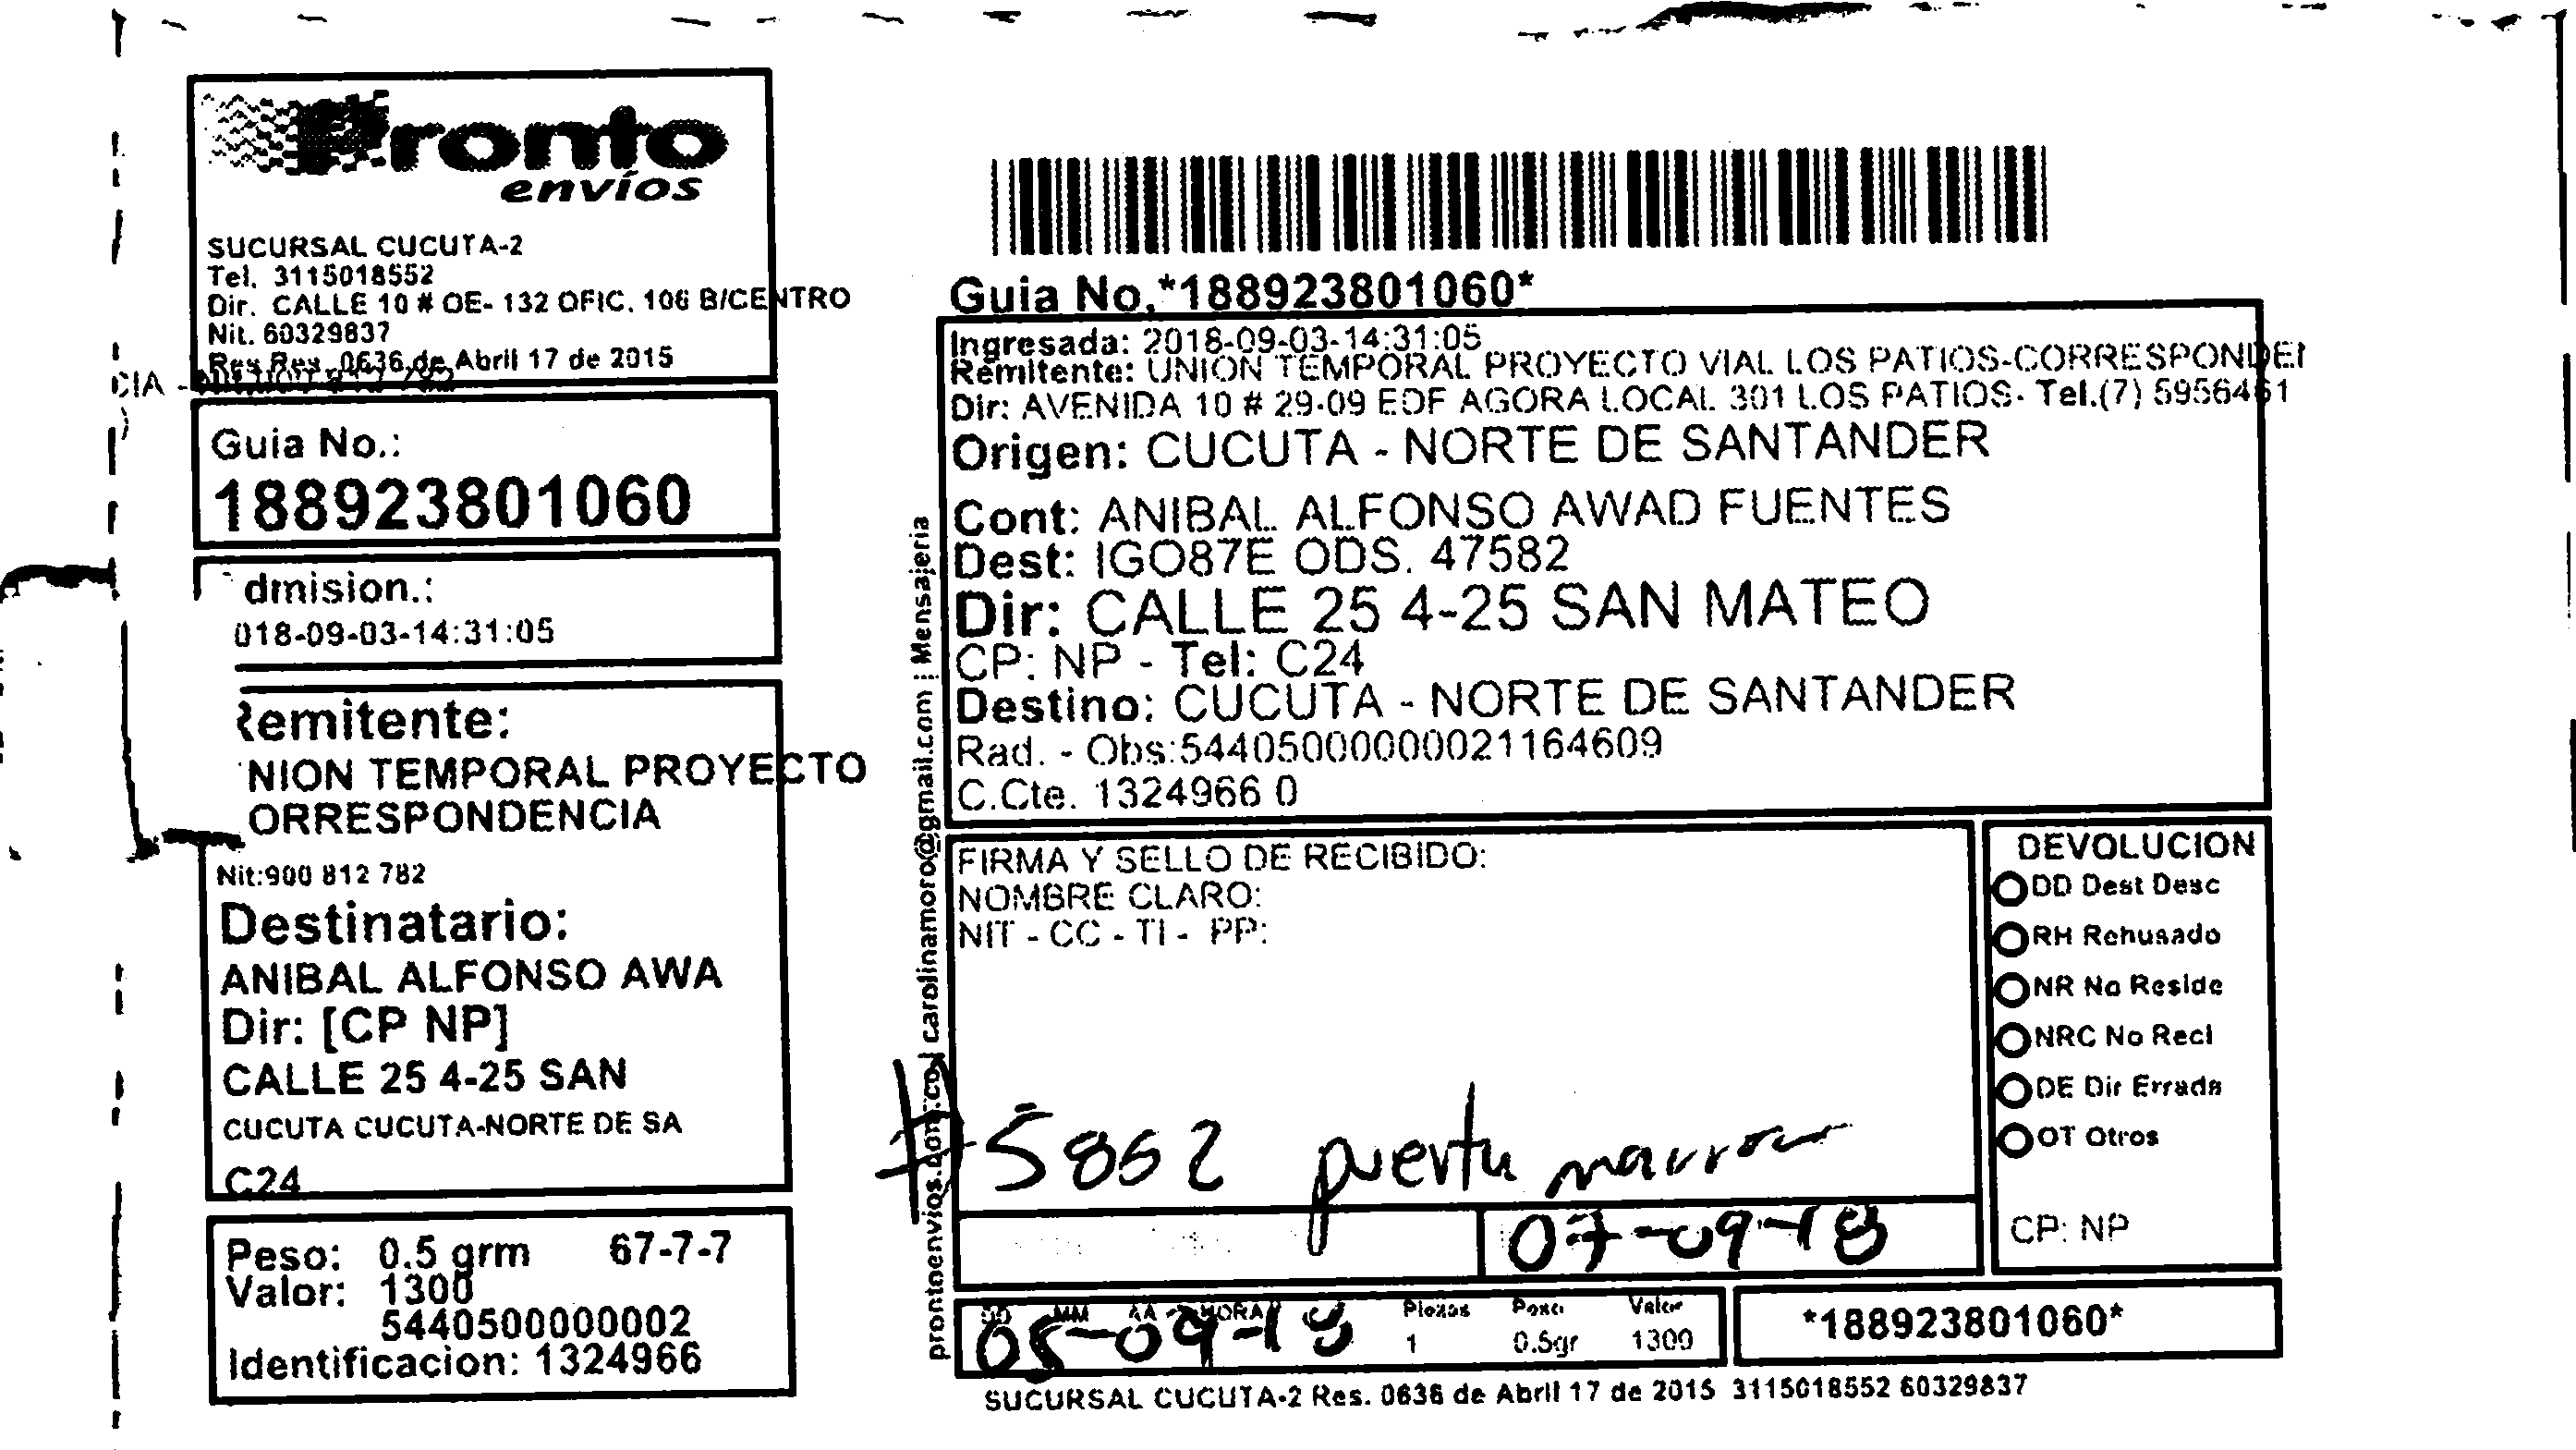 Pronto
envíos
SUCURSAL CUCUTA-2
Tel. 3115018552
Dir. CALLE 10 # OE- 132 OFIC. 106 B/CENTRO
Nit. 60329837
Res Res. 0636 de Abril 17 de 2015
CIA -
Guia No.:
188923801060
dmision.:
018-09-03-14:31:05
Remitente:
NION TEMPORAL PROYECTO
ORRESPONDENCIA
Nit:900 812 782
Destinatario:
ANIBAL ALFONSO AWA
Dir: [CP NP]
CALLE 25 4-25 SAN
CUCUTA CUCUTA-NORTE DE SA
C24
Peso: 0.5 grm 67-7-7
Valor: 1300
5440500000002
Identificacion: 1324966
Guia No.*188923801060*
Ingresada: 2018-09-03-14:31:05
Remitente: UNION TEMPORAL PROYECTO VIAL LOS PATIOS-CORRESPONDEN
Dir: AVENIDA 10 # 29-09 EDF AGORA LOCAL 301 LOS PATIOS- Tel.(7) 5956461
Origen: CUCUTA - NORTE DE SANTANDER
Cont: ANIBAL ALFONSO AWAD FUENTES
Dest: IGO87E ODS. 47582
Dir: CALLE 25 4-25 SAN MATEO
CP: NP - Tel: C24
Destino: CUCUTA - NORTE DE SANTANDER
Rad. - Obs:544050000000021164609
C.Cte. 1324966 0
prontoenvios.com.co | carolinamoro@gmail.com | Mensajeria
FIRMA Y SELLO DE RECIBIDO:
NOMBRE CLARO:
NIT - CC - TI - PP:
#5862 puerta marron
07-09-18
DEVOLUCION
DD Dest Desc
RH Rehusado
NR No Reside
NRC No Recl
DE Dir Errada
OT Otros
CP: NP
DD MM AA HORA Piezas Peso Valor
05-09-18 1 0.5gr 1300
*188923801060*
SUCURSAL CUCUTA-2 Res. 0636 de Abril 17 de 2015 3115018552 60329837